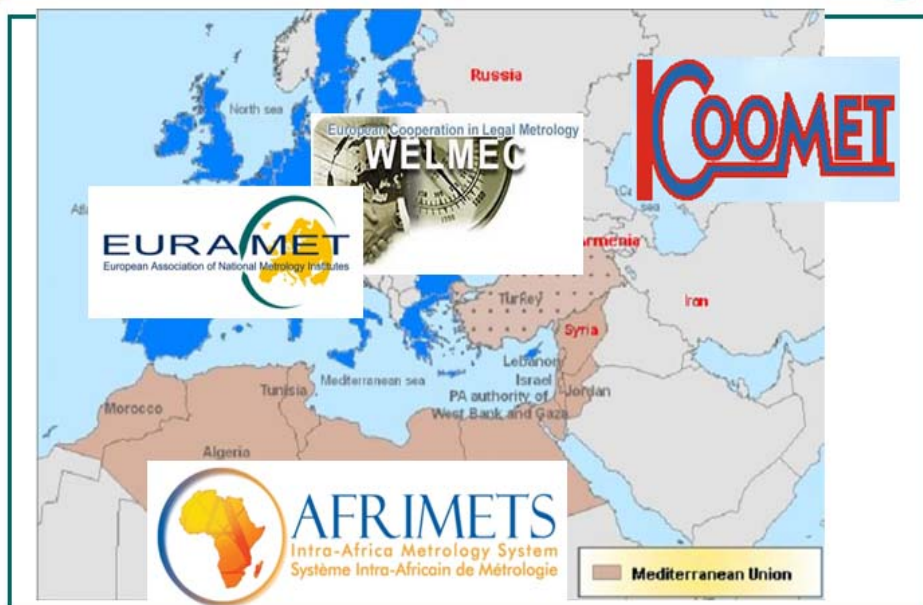 Russia
COOMET
North sea
European Cooperation in Legal Metrology
WELMEC
EURAMET
European Association of National Metrology Institutes
sea
Armenia
Turkey
Iran
Syria
Lebanon
Tunisia
Mediterranean sea
Israel
Morocco
PA authority of
Jordan
West Bank and Gaza
Algeria
AFRIMETS
Intra-Africa Metrology System
Système Intra-Africain de Métrologie
Mediterranean Union